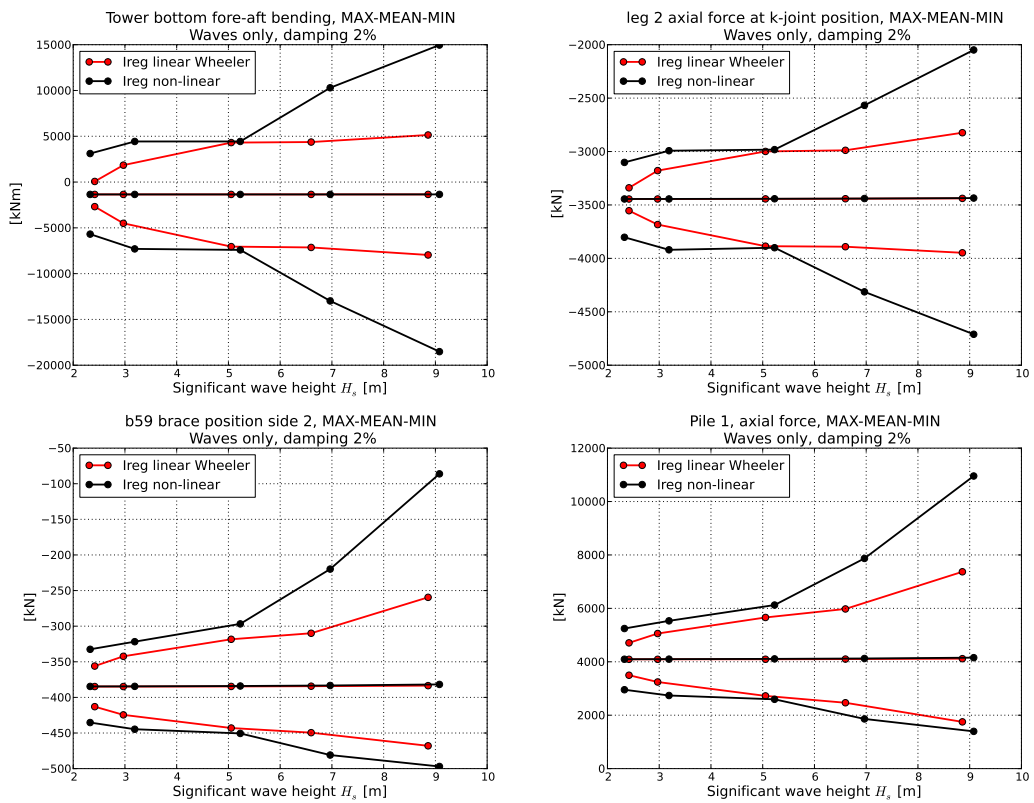 Tower bottom fore-aft bending, MAX-MEAN-MIN
Waves only, damping 2%
15000
10000
5000
0
−5000
−10000
−15000
−20000
[kNm]
Ireg linear Wheeler
Ireg non-linear
2 3 4 5 6 7 8 9 10
Significant wave height Hs [m]
leg 2 axial force at k-joint position, MAX-MEAN-MIN
Waves only, damping 2%
−2000
−2500
−3000
−3500
−4000
−4500
−5000
[kN]
Ireg linear Wheeler
Ireg non-linear
2 3 4 5 6 7 8 9 10
Significant wave height Hs [m]
b59 brace position side 2, MAX-MEAN-MIN
Waves only, damping 2%
−50
−100
−150
−200
−250
−300
−350
−400
−450
−500
[kN]
Ireg linear Wheeler
Ireg non-linear
2 3 4 5 6 7 8 9 10
Significant wave height Hs [m]
Pile 1, axial force, MAX-MEAN-MIN
Waves only, damping 2%
12000
10000
8000
6000
4000
2000
0
[kN]
Ireg linear Wheeler
Ireg non-linear
2 3 4 5 6 7 8 9 10
Significant wave height Hs [m]